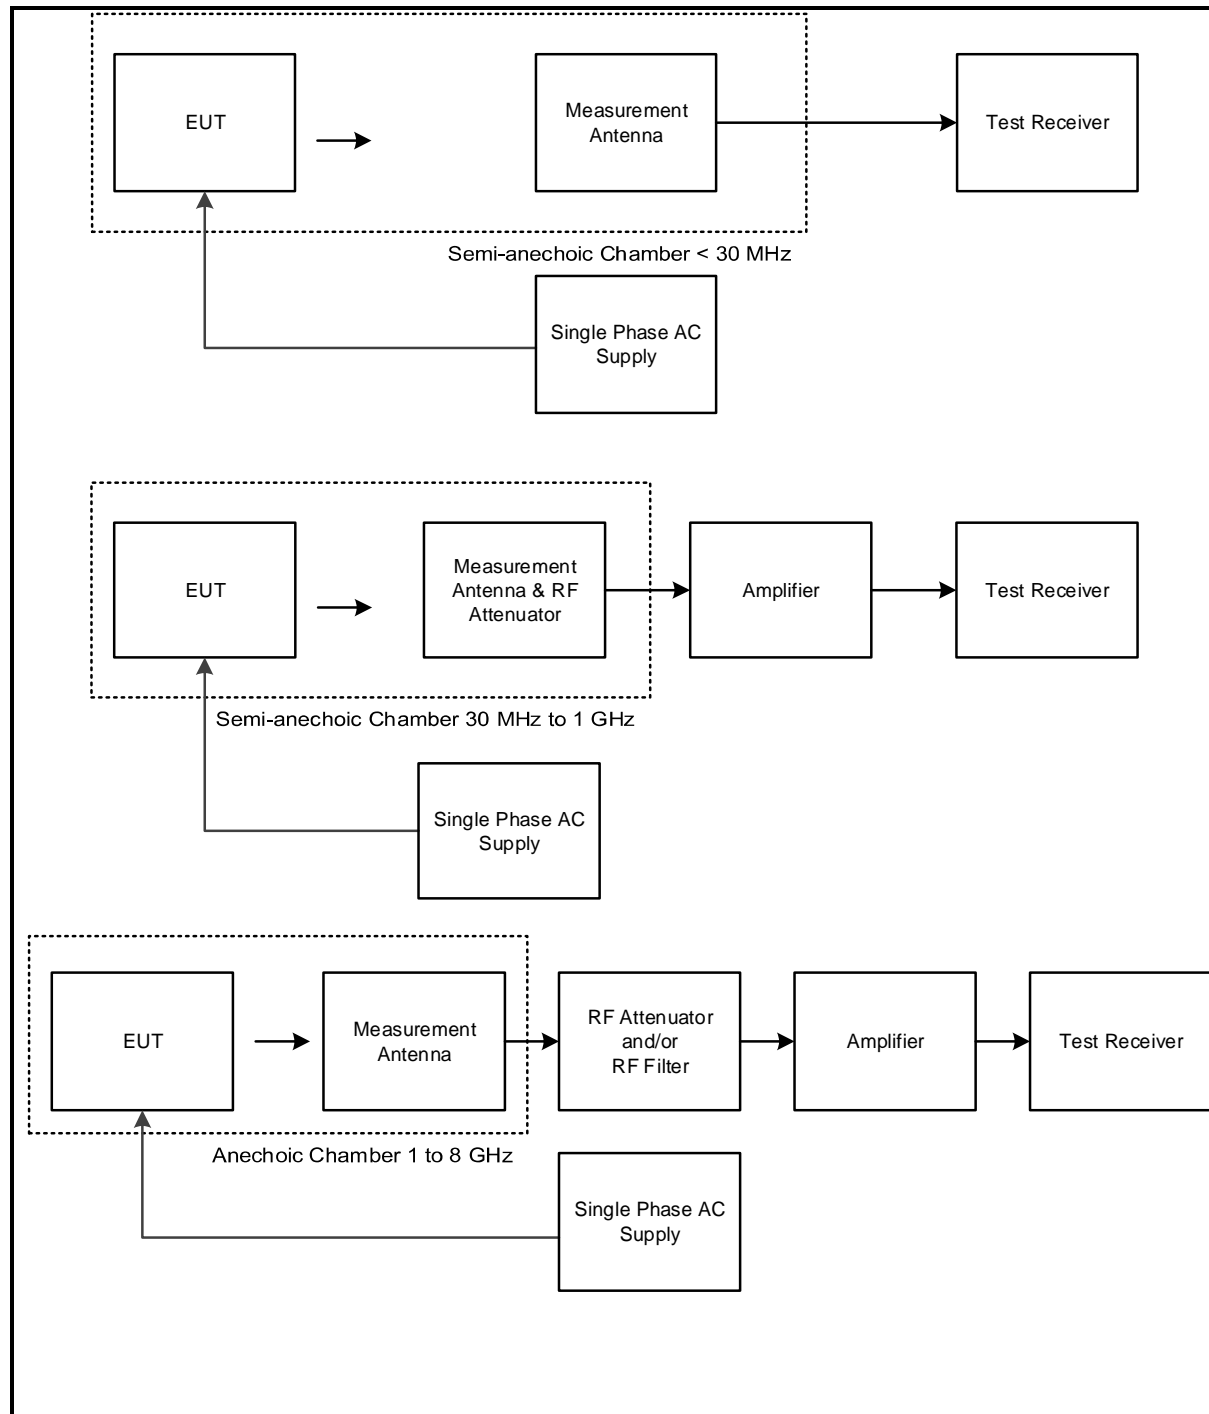 EUT
Measurement
Antenna
Test Receiver
Semi-anechoic Chamber < 30 MHz
Single Phase AC
Supply
EUT
Measurement
Antenna & RF
Attenuator
Amplifier
Test Receiver
Semi-anechoic Chamber 30 MHz to 1 GHz
Single Phase AC
Supply
EUT
Measurement
Antenna
RF Attenuator
and/or
RF Filter
Amplifier
Test Receiver
Anechoic Chamber 1 to 8 GHz
Single Phase AC
Supply